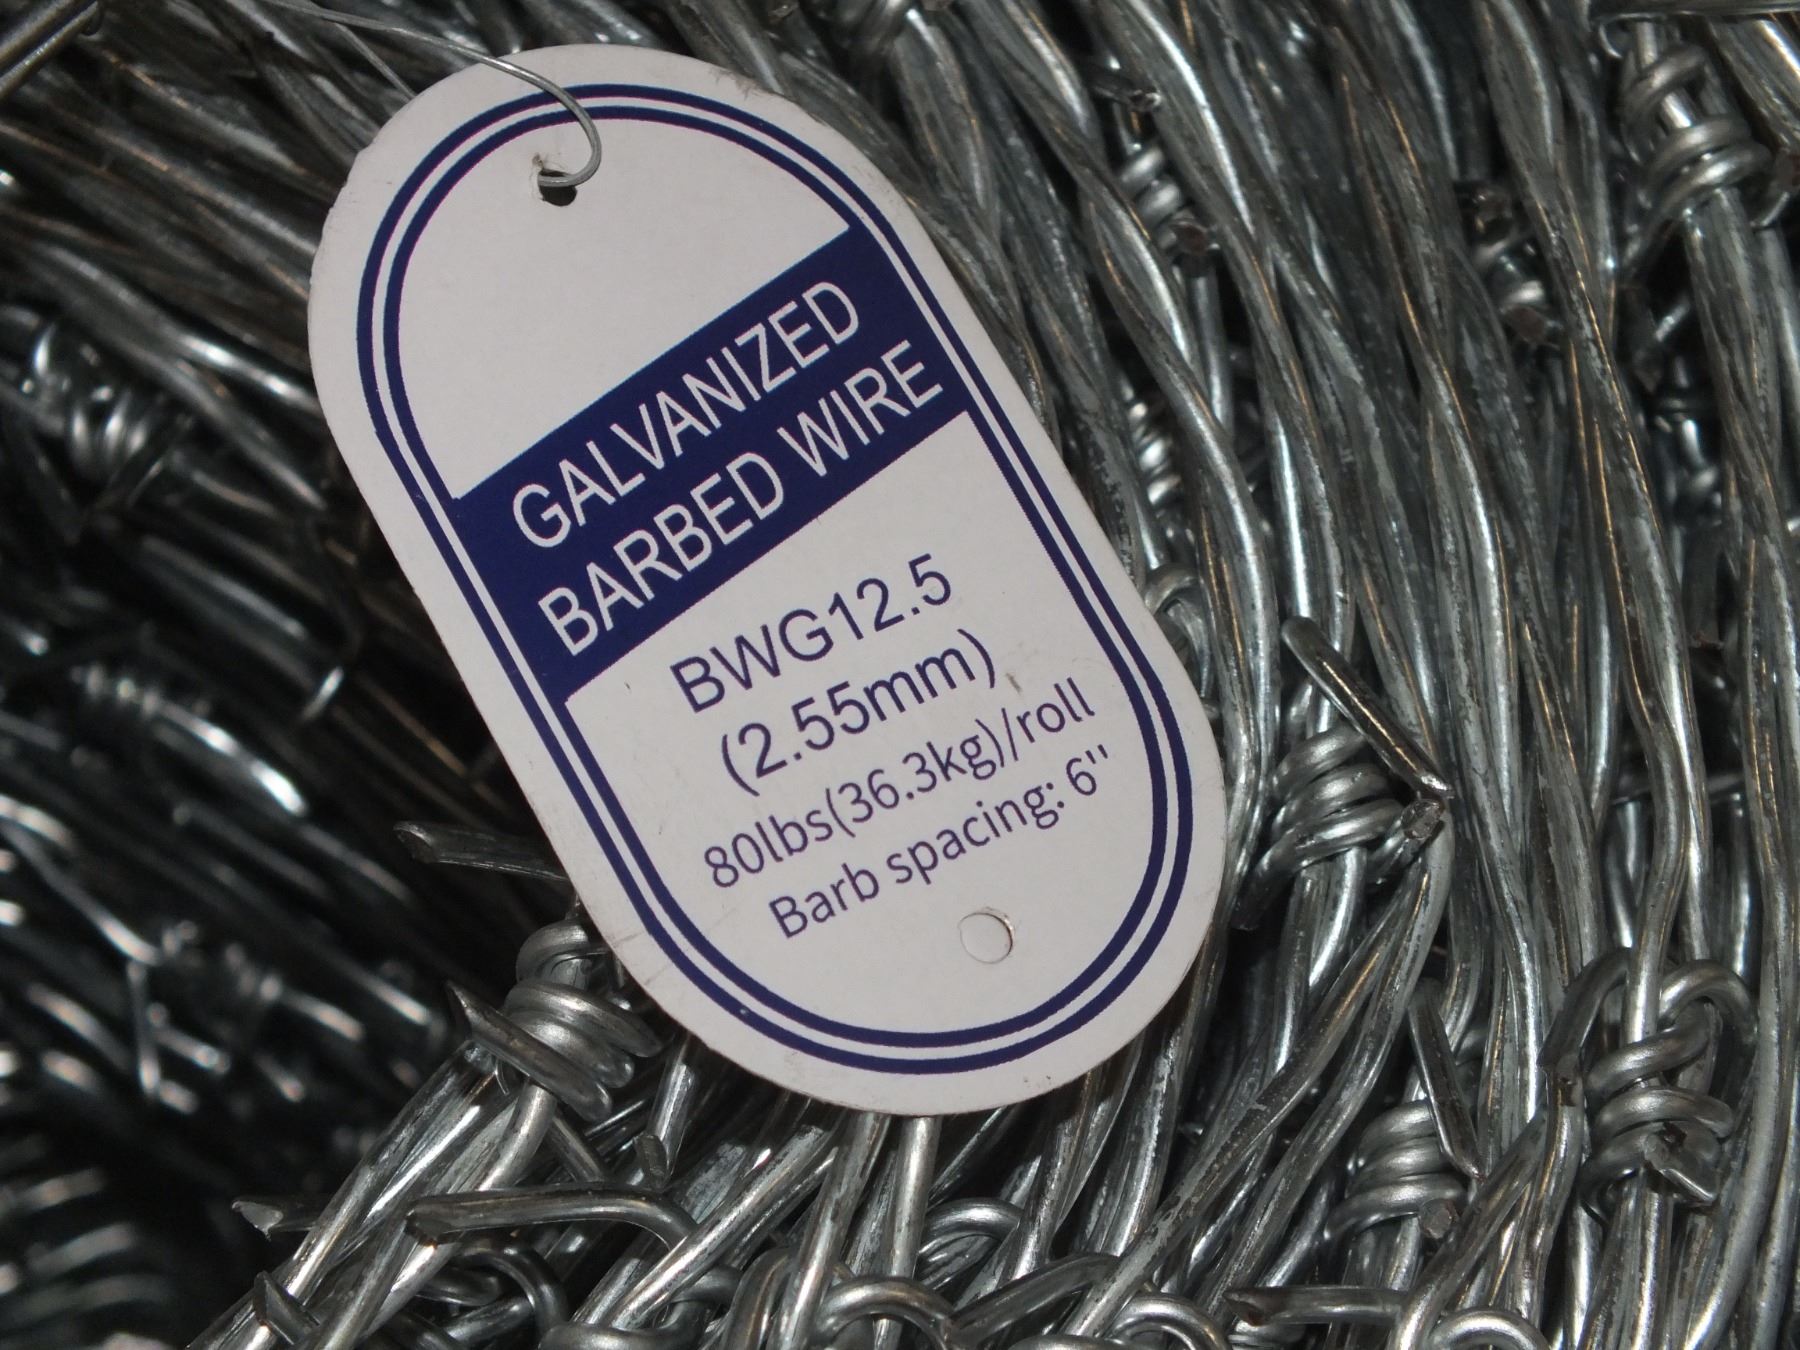 GALVANIZED
BARBED WIRE
BWG12.5
(2.55mm)
80lbs(36.3kg)/roll
Barb spacing: 6"